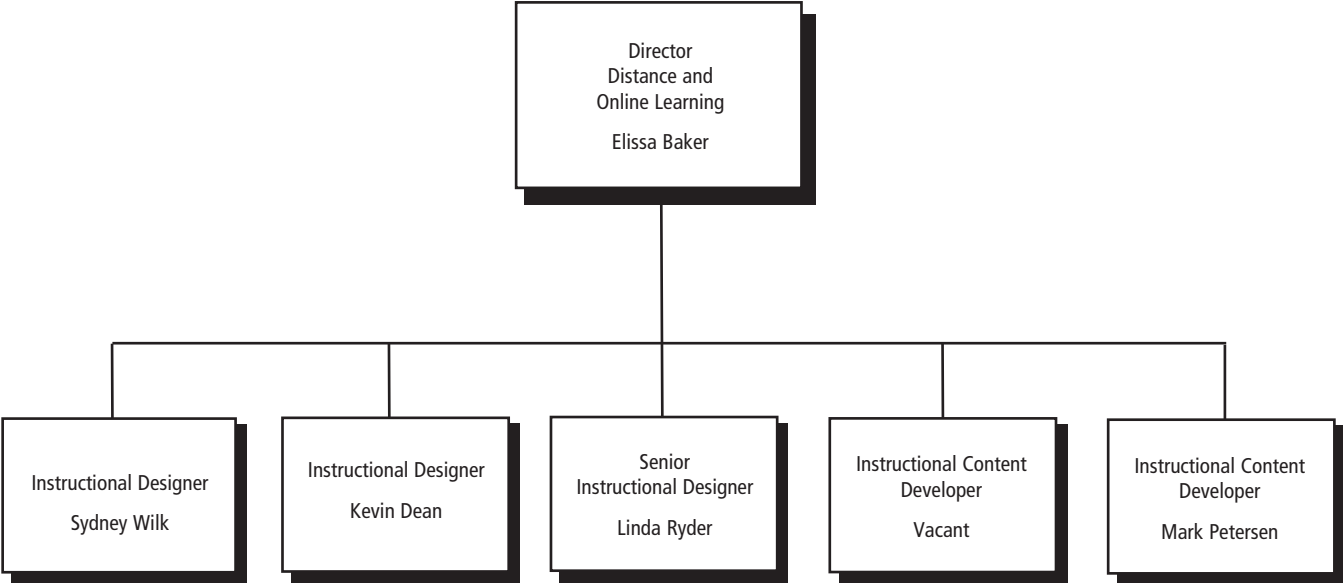 Director
Distance and
Online Learning
Elissa Baker
Instructional Designer
Sydney Wilk
Instructional Designer
Kevin Dean
Senior
Instructional Designer
Linda Ryder
Instructional Content
Developer
Vacant
Instructional Content
Developer
Mark Petersen